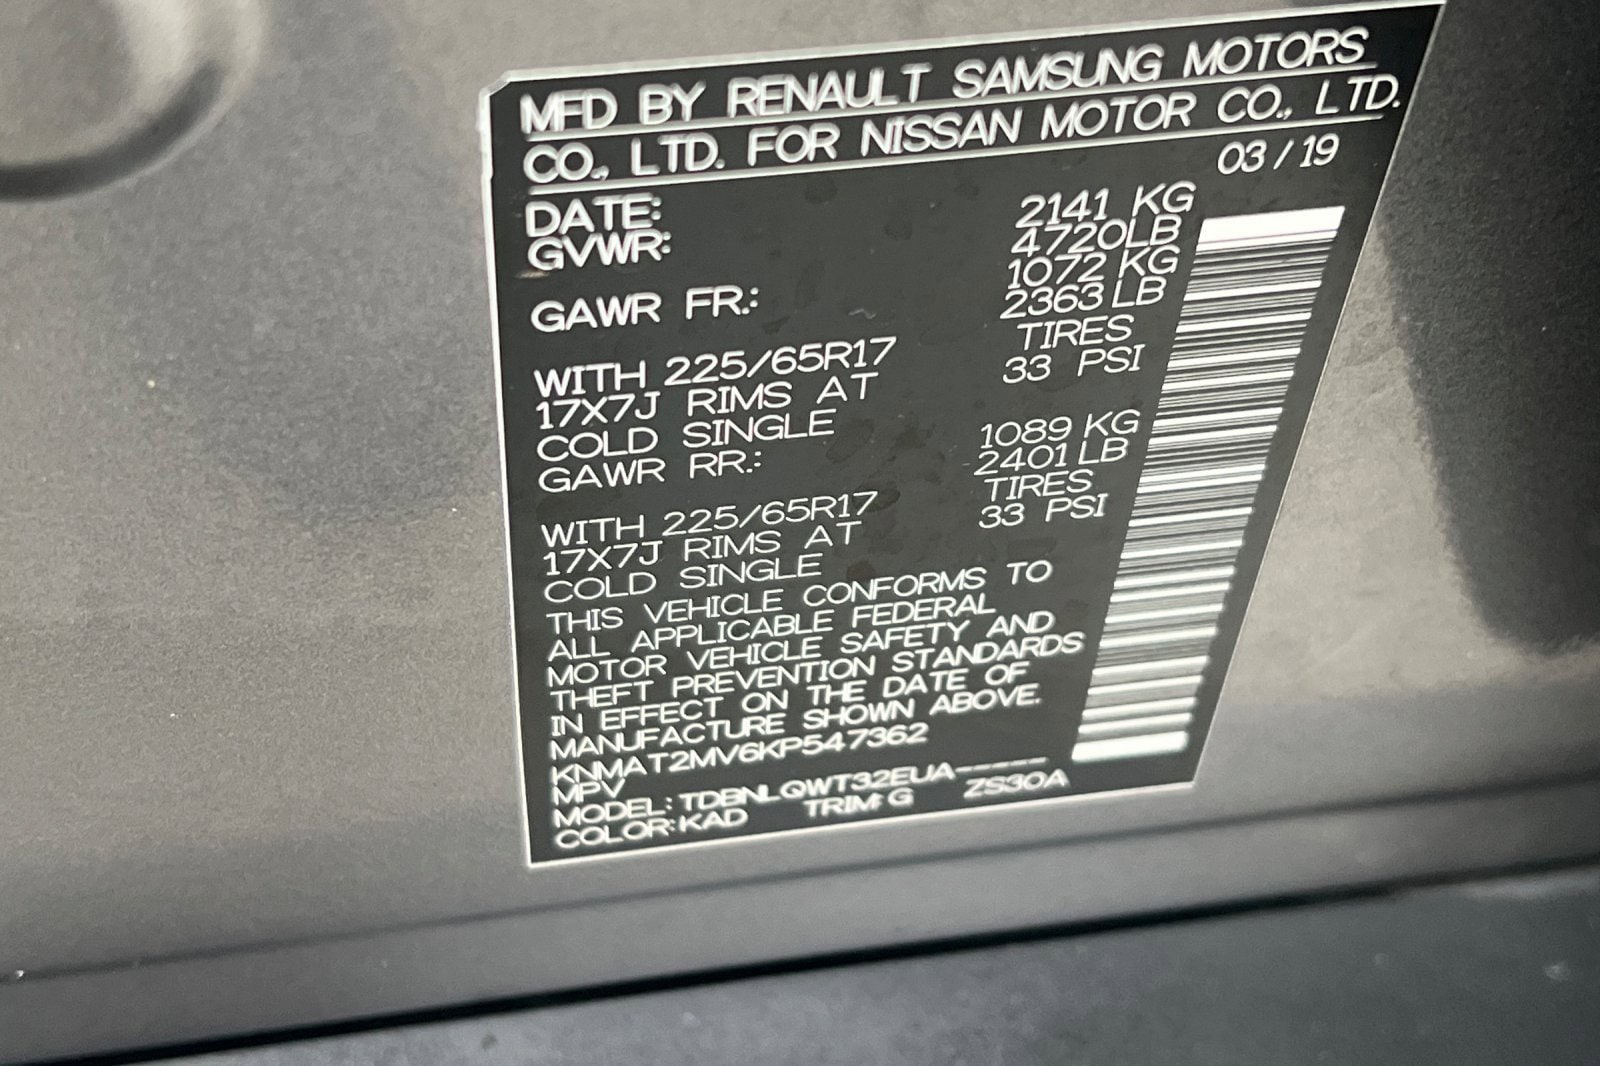 MFD BY RENAULT SAMSUNG MOTORS
CO., LTD. FOR NISSAN MOTOR CO., LTD.
DATE: 03 / 19
GVWR: 2141 KG
4720LB
GAWR FR.: 1072 KG
2363 LB
WITH 225/65R17 TIRES
17X7J RIMS AT 33 PSI
COLD SINGLE
GAWR RR.: 1089 KG
2401 LB
WITH 225/65R17 TIRES
17X7J RIMS AT 33 PSI
COLD SINGLE
THIS VEHICLE CONFORMS TO
ALL APPLICABLE FEDERAL
MOTOR VEHICLE SAFETY AND
THEFT PREVENTION STANDARDS
IN EFFECT ON THE DATE OF
MANUFACTURE SHOWN ABOVE.
KNMAT2MV6KP547362
MPV
MODEL: TDBNLQWT32EUA-----
COLOR: KAD TRIM: G ZS30A